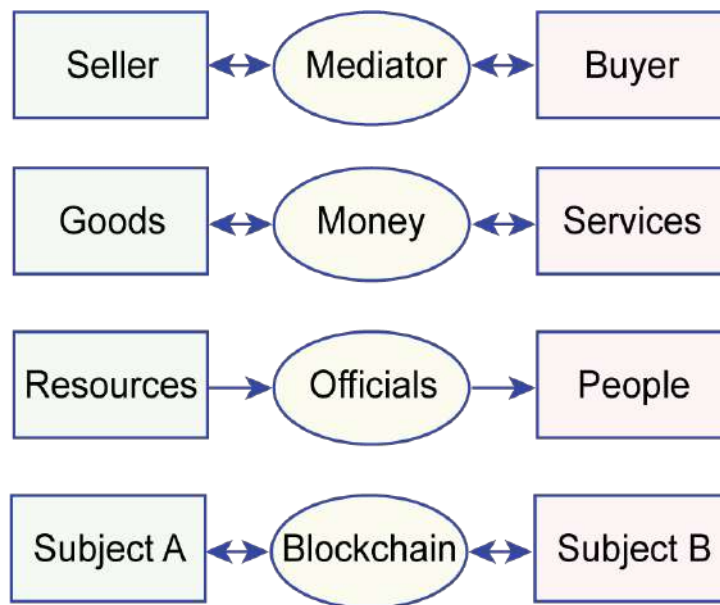 Seller Mediator Buyer
Goods Money Services
Resources Officials People
Subject A Blockchain Subject B